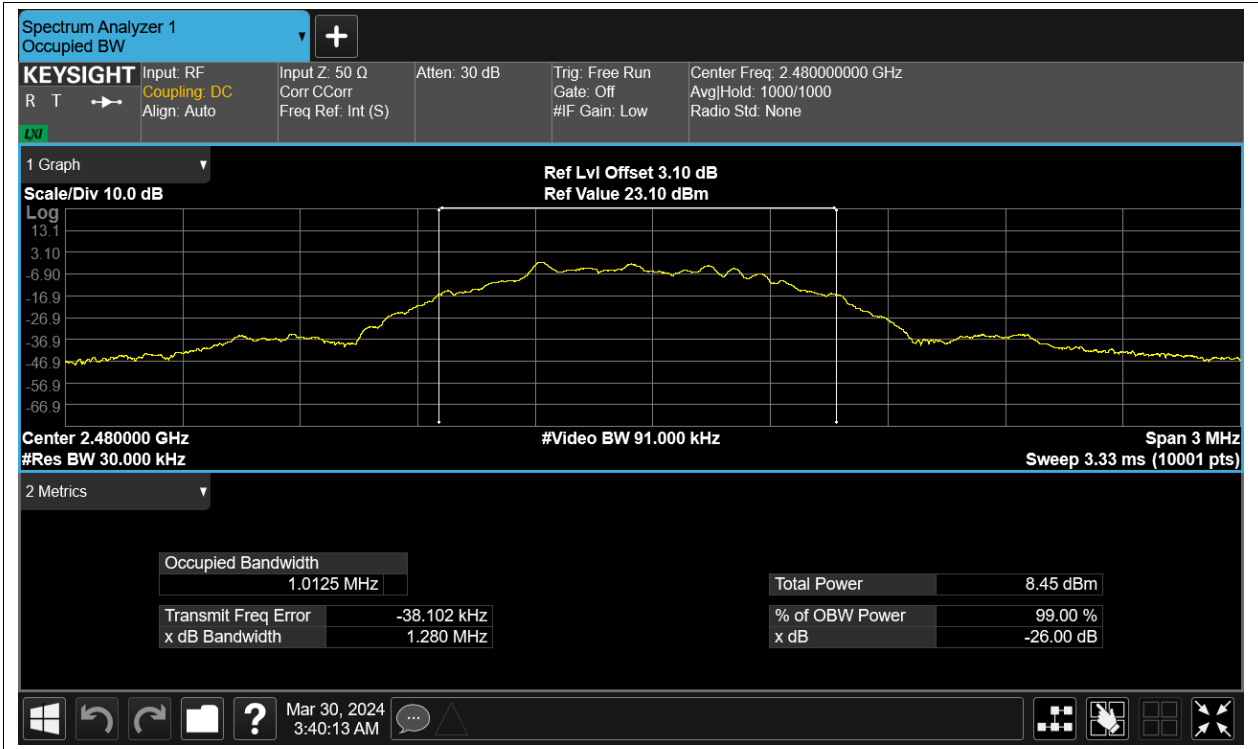 Spectrum Analyzer 1
Occupied BW
+
KEYSIGHT
R T
LXI
Input: RF
Coupling: DC
Align: Auto
Input Z: 50 Ω
Corr CCorr
Freq Ref: Int (S)
Atten: 30 dB
Trig: Free Run
Gate: Off
#IF Gain: Low
Center Freq: 2.480000000 GHz
Avg|Hold: 1000/1000
Radio Std: None
1 Graph
Scale/Div 10.0 dB
Ref Lvl Offset 3.10 dB
Ref Value 23.10 dBm
Log
13.1
3.10
-6.90
-16.9
-26.9
-36.9
-46.9
-56.9
-66.9
Center 2.480000 GHz
#Video BW 91.000 kHz
Span 3 MHz
#Res BW 30.000 kHz
Sweep 3.33 ms (10001 pts)
2 Metrics
Occupied Bandwidth
1.0125 MHz
Transmit Freq Error -38.102 kHz
x dB Bandwidth 1.280 MHz
Total Power 8.45 dBm
% of OBW Power 99.00 %
x dB -26.00 dB
?
Mar 30, 2024
3:40:13 AM